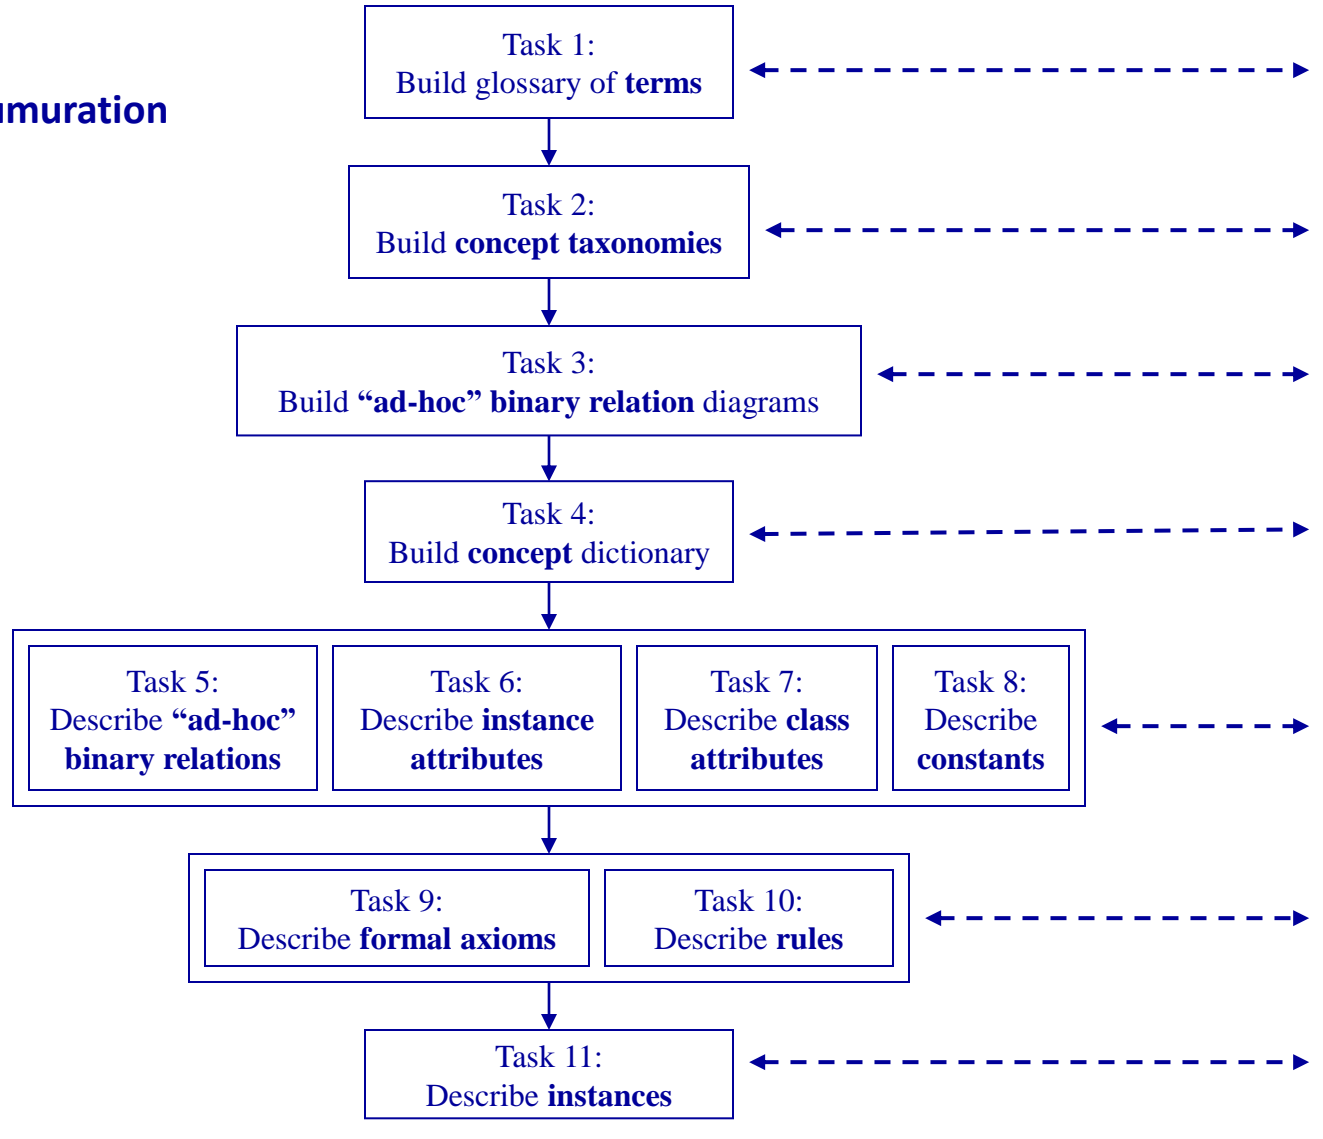 Task 1:
Build glossary of terms
umuration
Task 2:
Build concept taxonomies
Task 3:
Build “ad-hoc” binary relation diagrams
Task 4:
Build concept dictionary
Task 5:
Describe “ad-hoc”
binary relations
Task 6:
Describe instance
attributes
Task 7:
Describe class
attributes
Task 8:
Describe
constants
Task 9:
Describe formal axioms
Task 10:
Describe rules
Task 11:
Describe instances